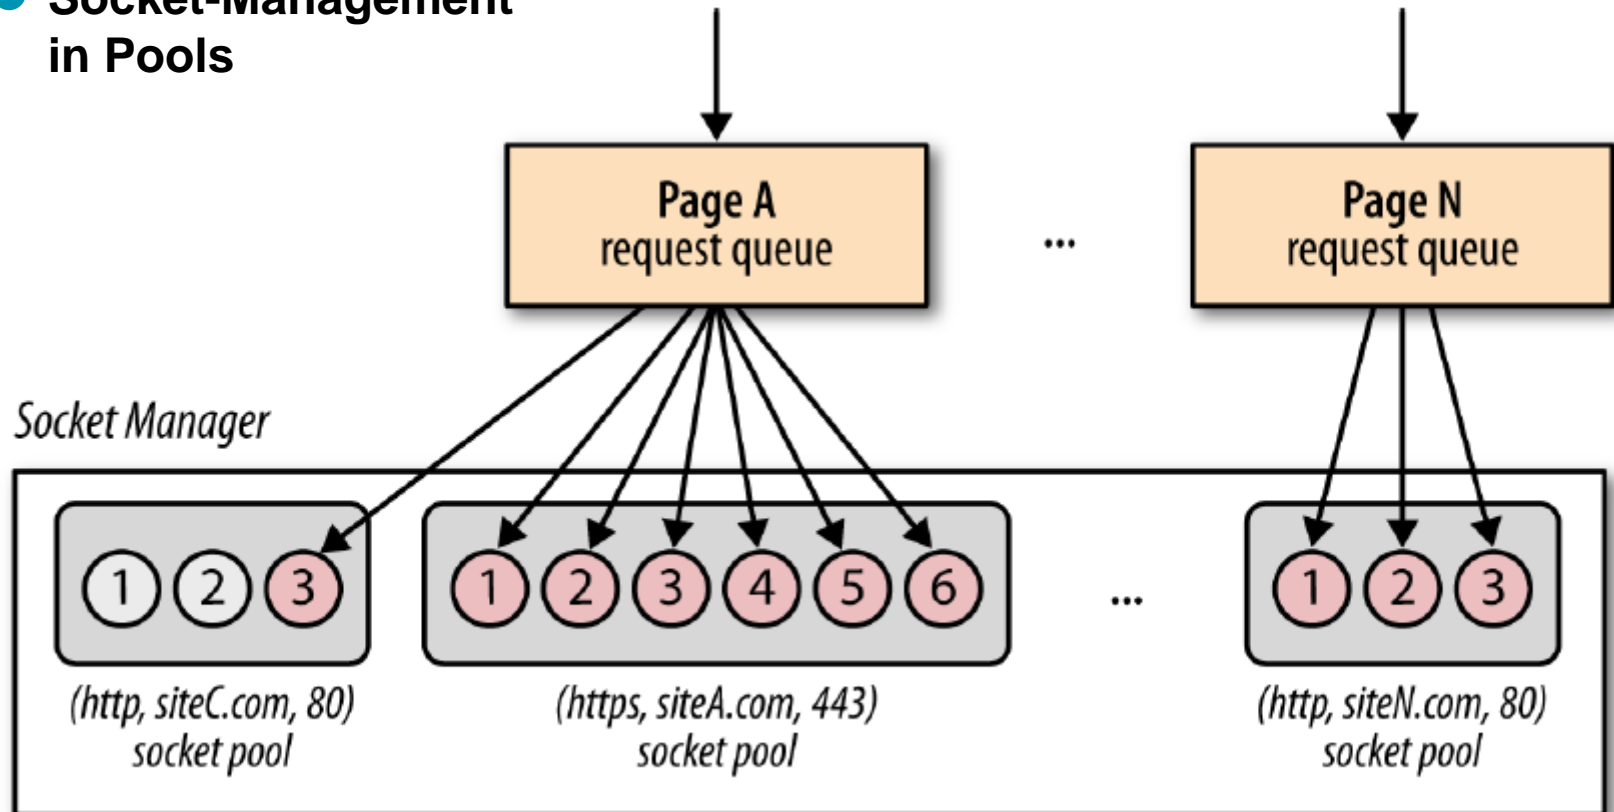 Socket-Management
in Pools
Page A
request queue
...
Page N
request queue
Socket Manager
1 2 3
1 2 3 4 5 6
...
1 2 3
(http, siteC.com, 80)
socket pool
(https, siteA.com, 443)
socket pool
(http, siteN.com, 80)
socket pool